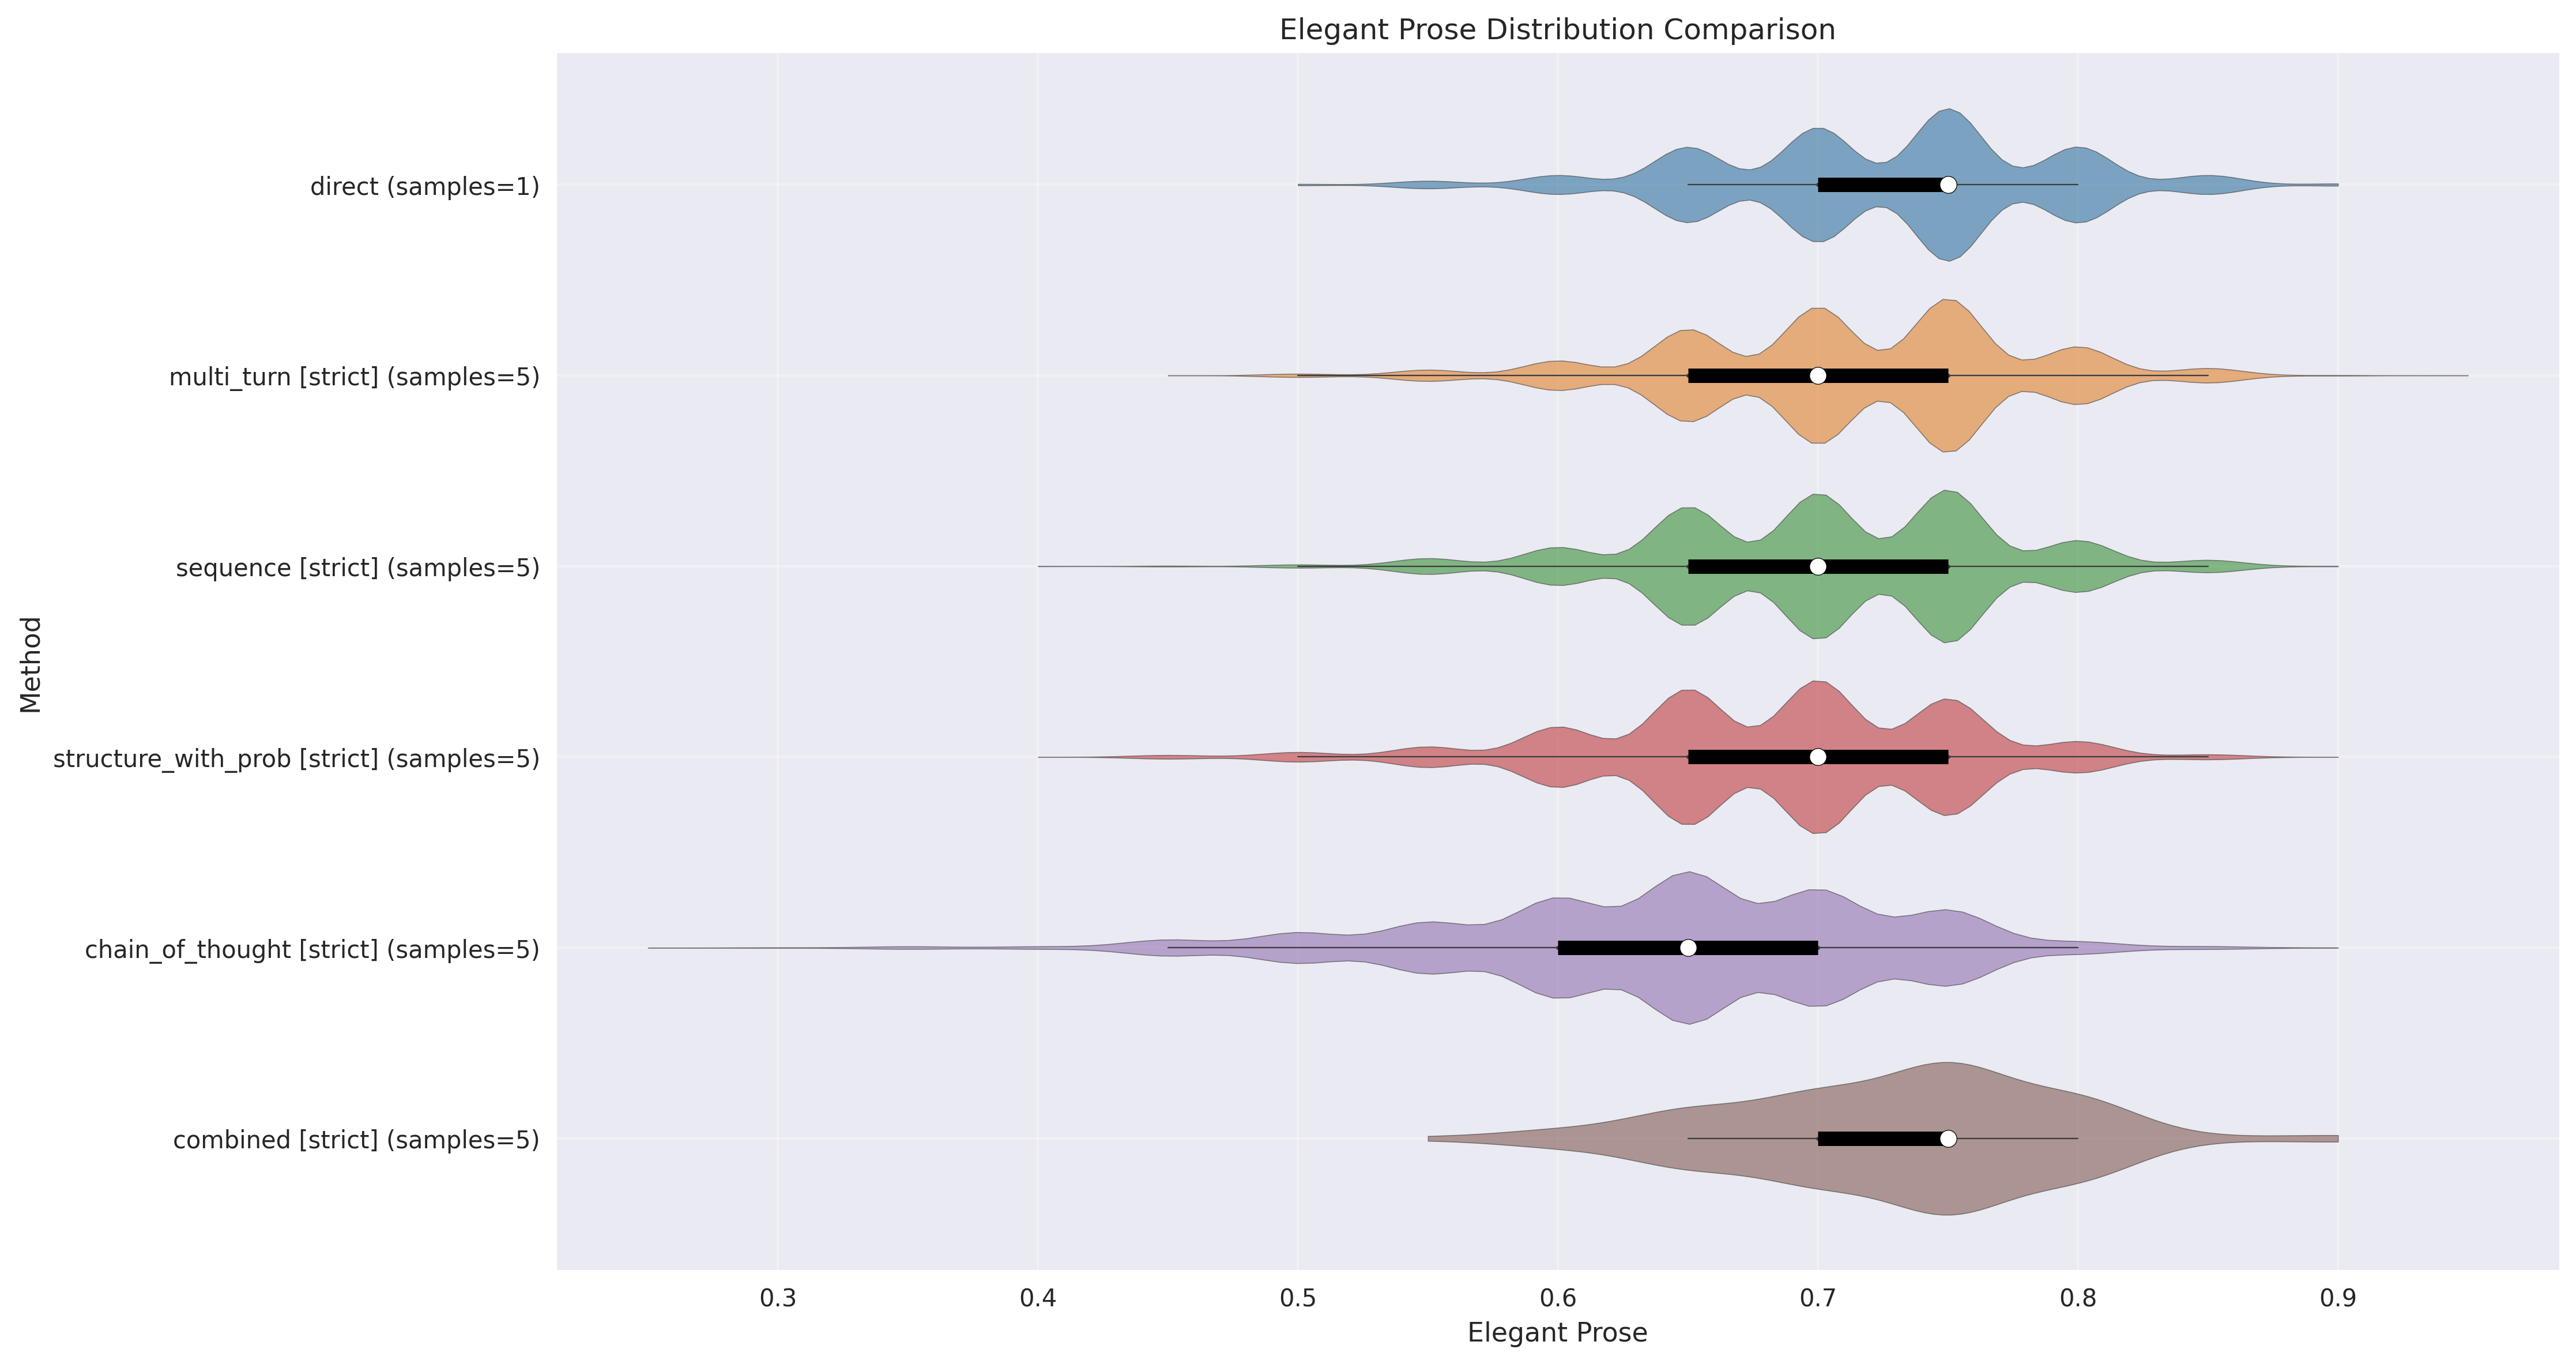 Elegant Prose Distribution Comparison
direct (samples=1)
multi_turn [strict] (samples=5)
sequence [strict] (samples=5)
structure_with_prob [strict] (samples=5)
chain_of_thought [strict] (samples=5)
combined [strict] (samples=5)
Method
0.3 0.4 0.5 0.6 0.7 0.8 0.9
Elegant Prose